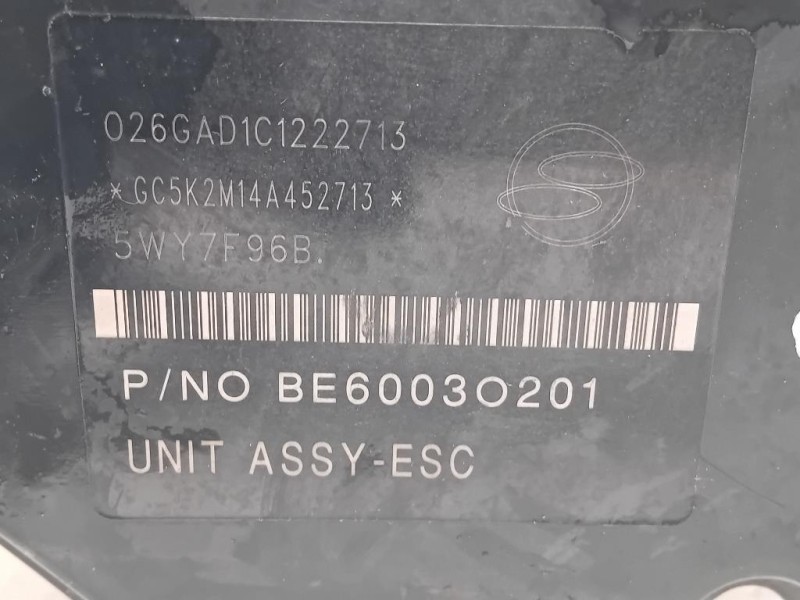 026GAD1C1222713
*GC5K2M14A452713 *
5WY7F96B.
P/NO BE60030201
UNIT ASSY-ESC